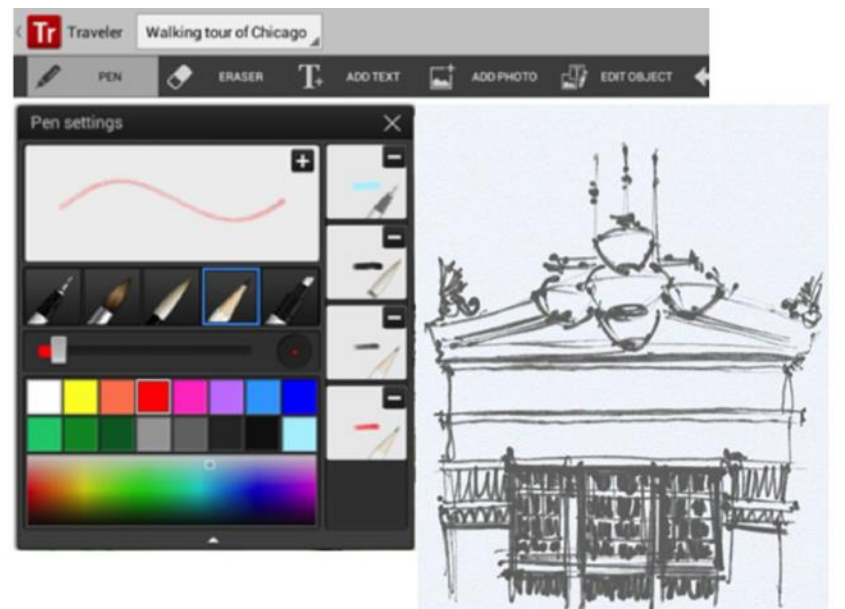 Tr Traveler Walking tour of Chicago
PEN ERASER T+ ADD TEXT ADD PHOTO EDIT OBJECT
Pen settings